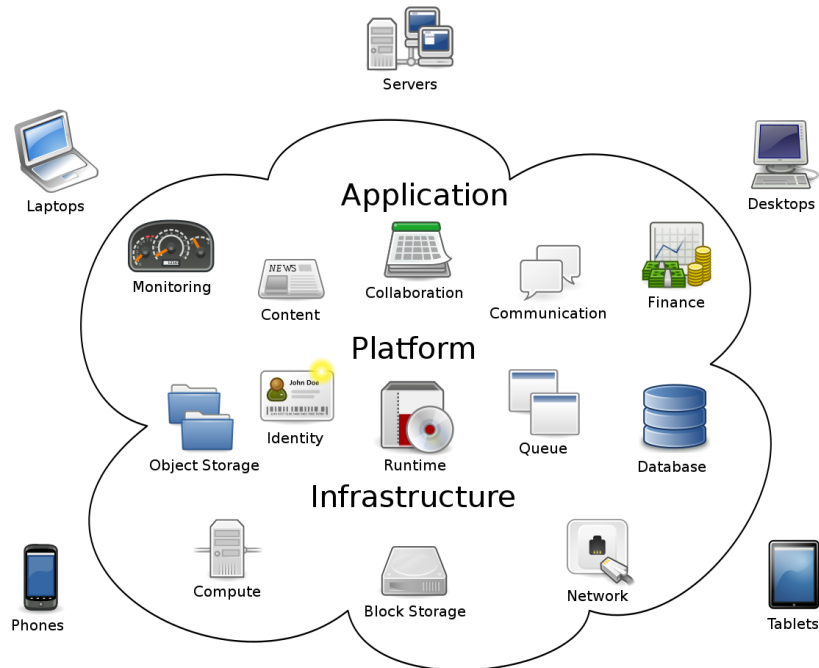 Servers
Laptops
Desktops
Application
Monitoring
NEWS
Content
Collaboration
Communication
Finance
Platform
John Doe
Object Storage
Identity
Runtime
Queue
Database
Infrastructure
Compute
Block Storage
Network
Phones
Tablets